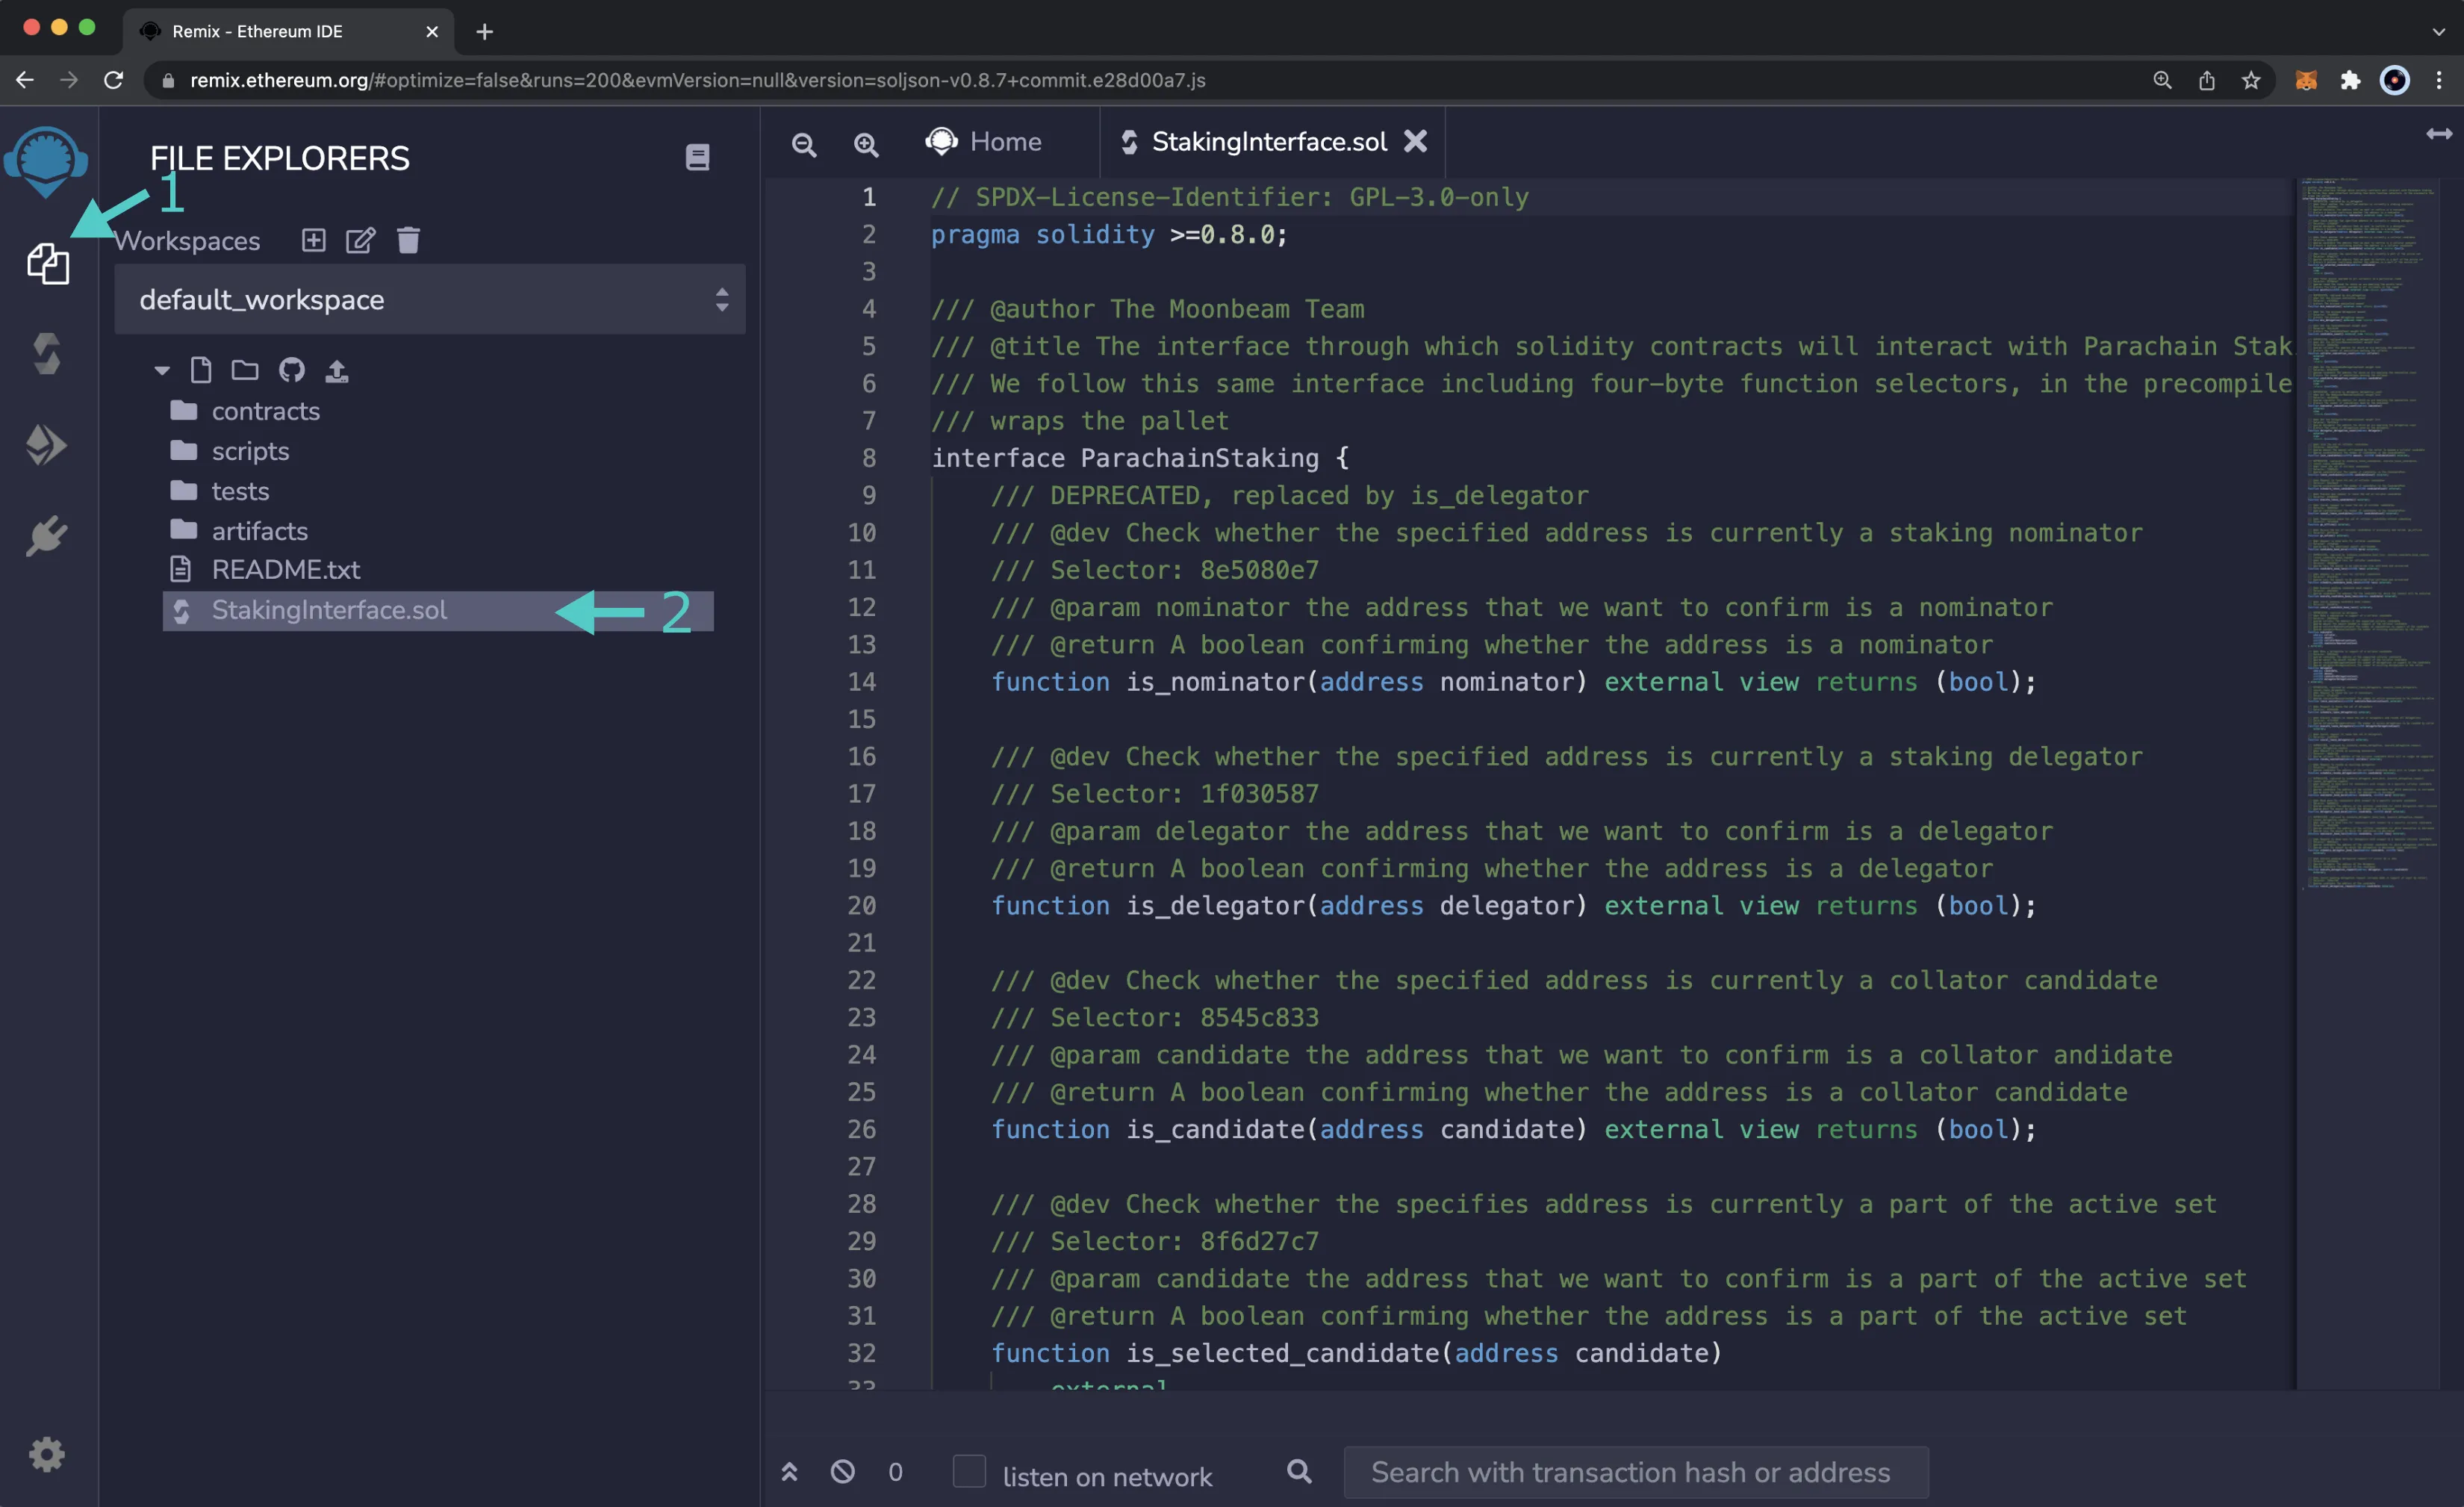 Remix - Ethereum IDE
remix.ethereum.org/#optimize=false&runs=200&evmVersion=null&version=soljson-v0.8.7+commit.e28d00a7.js
FILE EXPLORERS
1
Workspaces
default_workspace
contracts
scripts
tests
artifacts
README.txt
StakingInterface.sol
2
Home
StakingInterface.sol
1 // SPDX-License-Identifier: GPL-3.0-only
2 pragma solidity >=0.8.0;
3
4 /// @author The Moonbeam Team
5 /// @title The interface through which solidity contracts will interact with Parachain Stak
6 /// We follow this same interface including four-byte function selectors, in the precompile
7 /// wraps the pallet
8 interface ParachainStaking {
9 /// DEPRECATED, replaced by is_delegator
10 /// @dev Check whether the specified address is currently a staking nominator
11 /// Selector: 8e5080e7
12 /// @param nominator the address that we want to confirm is a nominator
13 /// @return A boolean confirming whether the address is a nominator
14 function is_nominator(address nominator) external view returns (bool);
15
16 /// @dev Check whether the specified address is currently a staking delegator
17 /// Selector: 1f030587
18 /// @param delegator the address that we want to confirm is a delegator
19 /// @return A boolean confirming whether the address is a delegator
20 function is_delegator(address delegator) external view returns (bool);
21
22 /// @dev Check whether the specified address is currently a collator candidate
23 /// Selector: 8545c833
24 /// @param candidate the address that we want to confirm is a collator andidate
25 /// @return A boolean confirming whether the address is a collator candidate
26 function is_candidate(address candidate) external view returns (bool);
27
28 /// @dev Check whether the specifies address is currently a part of the active set
29 /// Selector: 8f6d27c7
30 /// @param candidate the address that we want to confirm is a part of the active set
31 /// @return A boolean confirming whether the address is a part of the active set
32 function is_selected_candidate(address candidate)
33 external
0
listen on network
Search with transaction hash or address